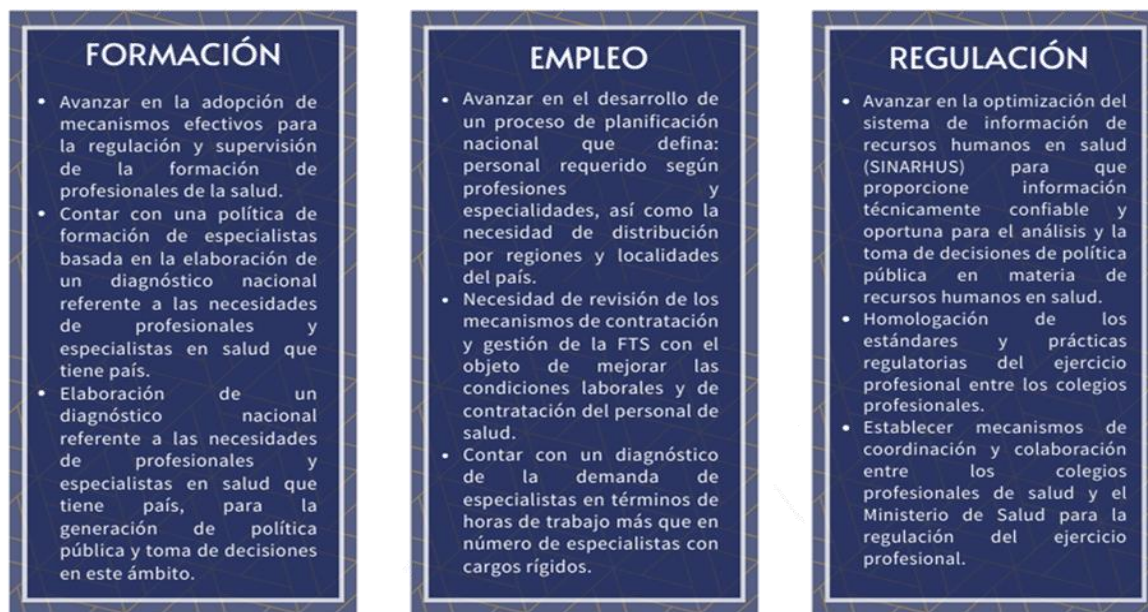 FORMACIÓN
• Avanzar en la adopción de
mecanismos efectivos para
la regulación y supervisión
de la formación de
profesionales de la salud.
• Contar con una política de
formación de especialistas
basada en la elaboración de
un diagnóstico nacional
referente a las necesidades
de profesionales y
especialistas en salud que
tiene país.
• Elaboración de un
diagnóstico nacional
referente a las necesidades
de profesionales y
especialistas en salud que
tiene país, para la
generación de política
pública y toma de decisiones
en este ámbito.
EMPLEO
• Avanzar en el desarrollo de
un proceso de planificación
nacional que defina:
personal requerido según
profesiones y
especialidades, así como la
necesidad de distribución
por regiones y localidades
del país.
• Necesidad de revisión de los
mecanismos de contratación
y gestión de la FTS con el
objeto de mejorar las
condiciones laborales y de
contratación del personal de
salud.
• Contar con un diagnóstico
de la demanda de
especialistas en términos de
horas de trabajo más que en
número de especialistas con
cargos rígidos.
REGULACIÓN
• Avanzar en la optimización del
sistema de información de
recursos humanos en salud
(SINARHUS) para que
proporcione información
técnicamente confiable y
oportuna para el análisis y la
toma de decisiones de política
pública en materia de
recursos humanos en salud.
• Homologación de los
estándares y prácticas
regulatorias del ejercicio
profesional entre los colegios
profesionales.
• Establecer mecanismos de
coordinación y colaboración
entre los colegios
profesionales de salud y el
Ministerio de Salud para la
regulación del ejercicio
profesional.